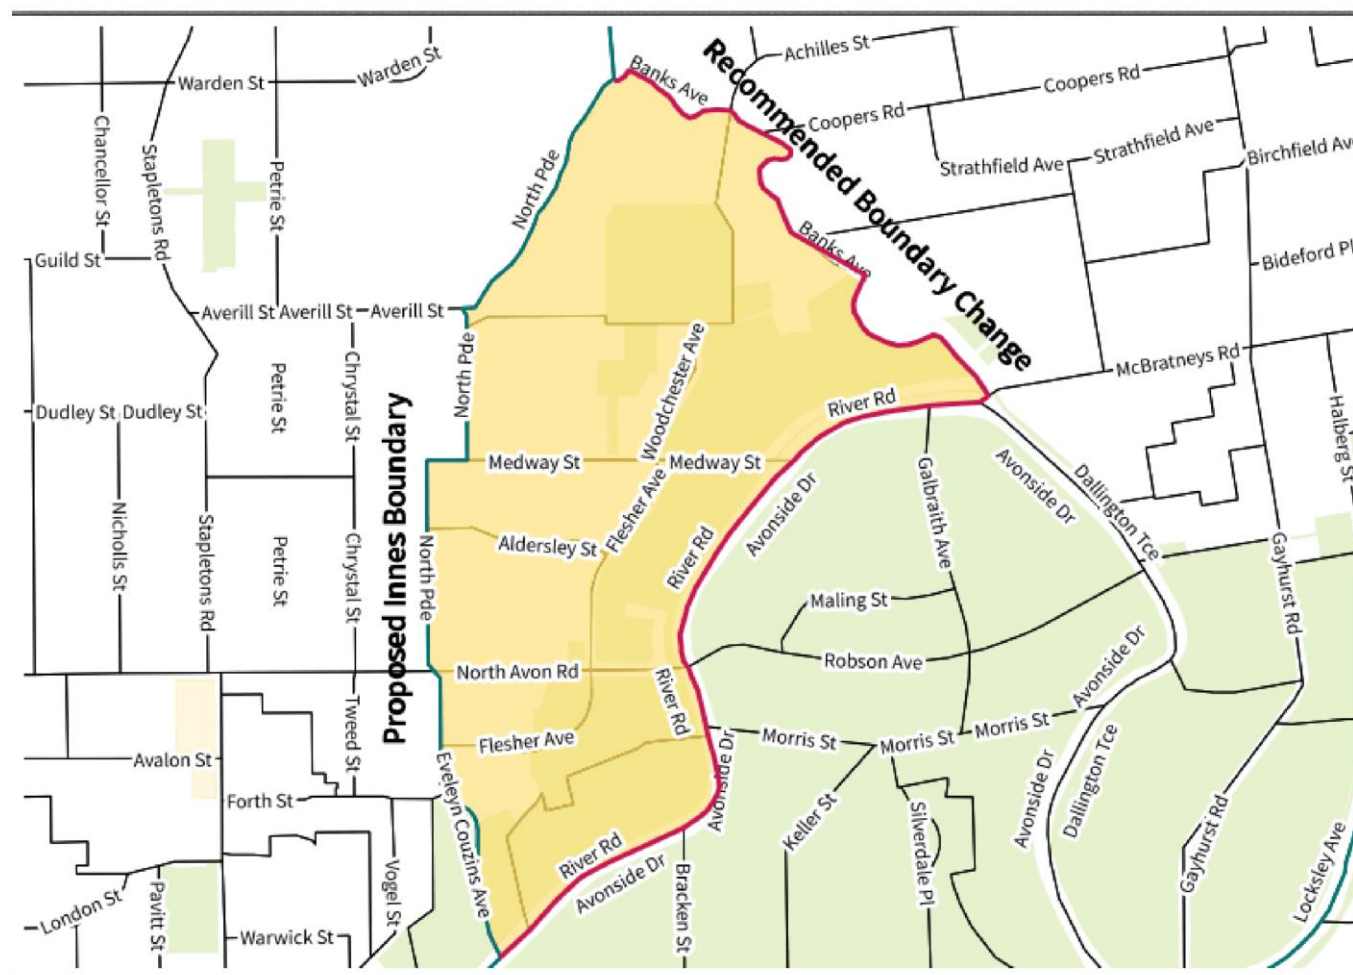 Achilles St
Warden St
Warden St
Banks Ave
Coopers Rd
Coopers Rd
Recommended Boundary Change
Chancellor St
Stapletons Rd
Petrie St
North Pde
Strathfield Ave
Strathfield Ave
Birchfield Av
Banks Ave
Guild St
Bideford Pl
Averill St
Averill St
Averill St
North Pde
Woodchester Ave
McBratneys Rd
Petrie St
Chrystal St
Dudley St
Dudley St
River Rd
Halberg St
Proposed Innes Boundary
Medway St
Medway St
Galbraith Ave
Avonside Dr
Avonside Dr
Dallington Tce
Nicholls St
Stapletons Rd
Petrie St
Chrystal St
North Pde
Aldersley St
Flesher Ave
River Rd
Gayhurst Rd
Maling St
North Avon Rd
Robson Ave
River Rd
Avonside Dr
Tweed St
Flesher Ave
Morris St
Morris St
Morris St
Avalon St
Eveleyn Couzins Ave
Avonside Dr
Avonside Dr
Dallington Tce
Forth St
Keller St
Silverdale Pl
Gayhurst Rd
River Rd
Avonside Dr
Locksley Ave
Vogel St
London St
Pavitt St
Bracken St
Warwick St